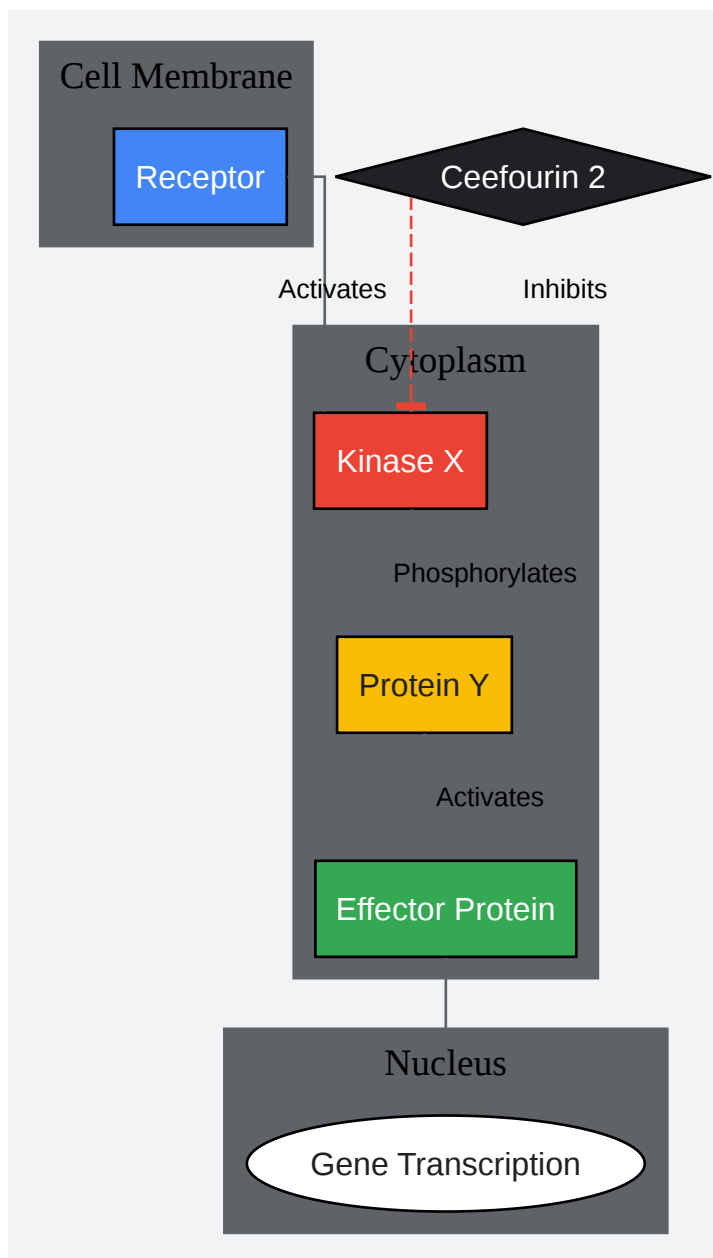 Cell Membrane
Receptor
Ceefourin 2
Activates
Inhibits
Cytoplasm
Kinase X
Phosphorylates
Protein Y
Activates
Effector Protein
Nucleus
Gene Transcription